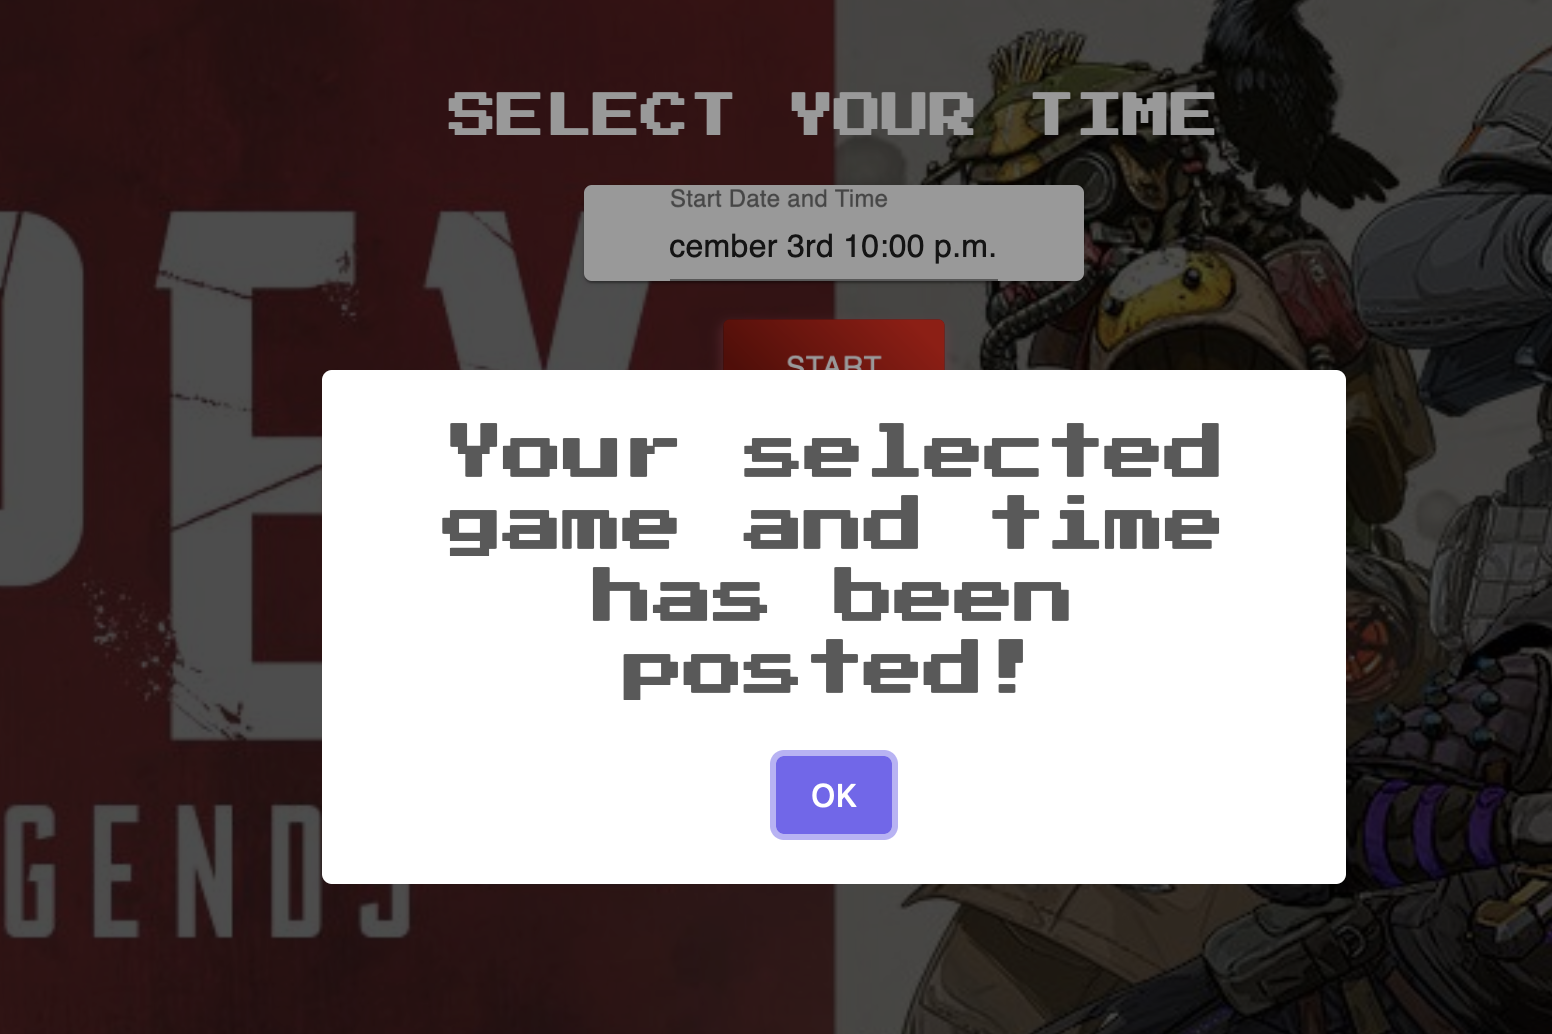 SELECT YOUR TIME
Start Date and Time
cember 3rd 10:00 p.m.
START
PEX
GENDS
Your selected
game and time
has been
posted!
OK